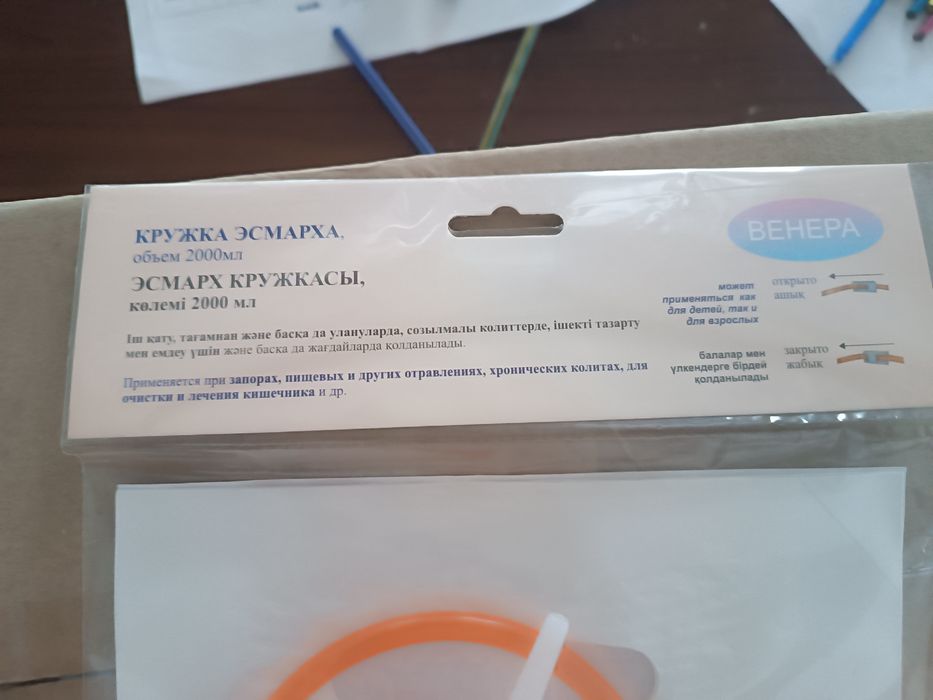 КРУЖКА ЭСМАРХА,
объем 2000мл
ЭСМАРХ КРУЖКАСЫ,
көлемі 2000 мл
Іш қату, тағамнан және басқа да улануларда, созылмалы колиттерде, ішекті тазарту
мен емдеу үшін және басқа да жағдайларда қолданылады.
Применяется при запорах, пищевых и других отравлениях, хронических колитах, для
очистки и лечения кишечника и др.
ВЕНЕРА
может
применяться как
для детей, так и
для взрослых
открыто
ашық
балалар мен
үлкендерге бірдей
қолданылады
закрыто
жабық